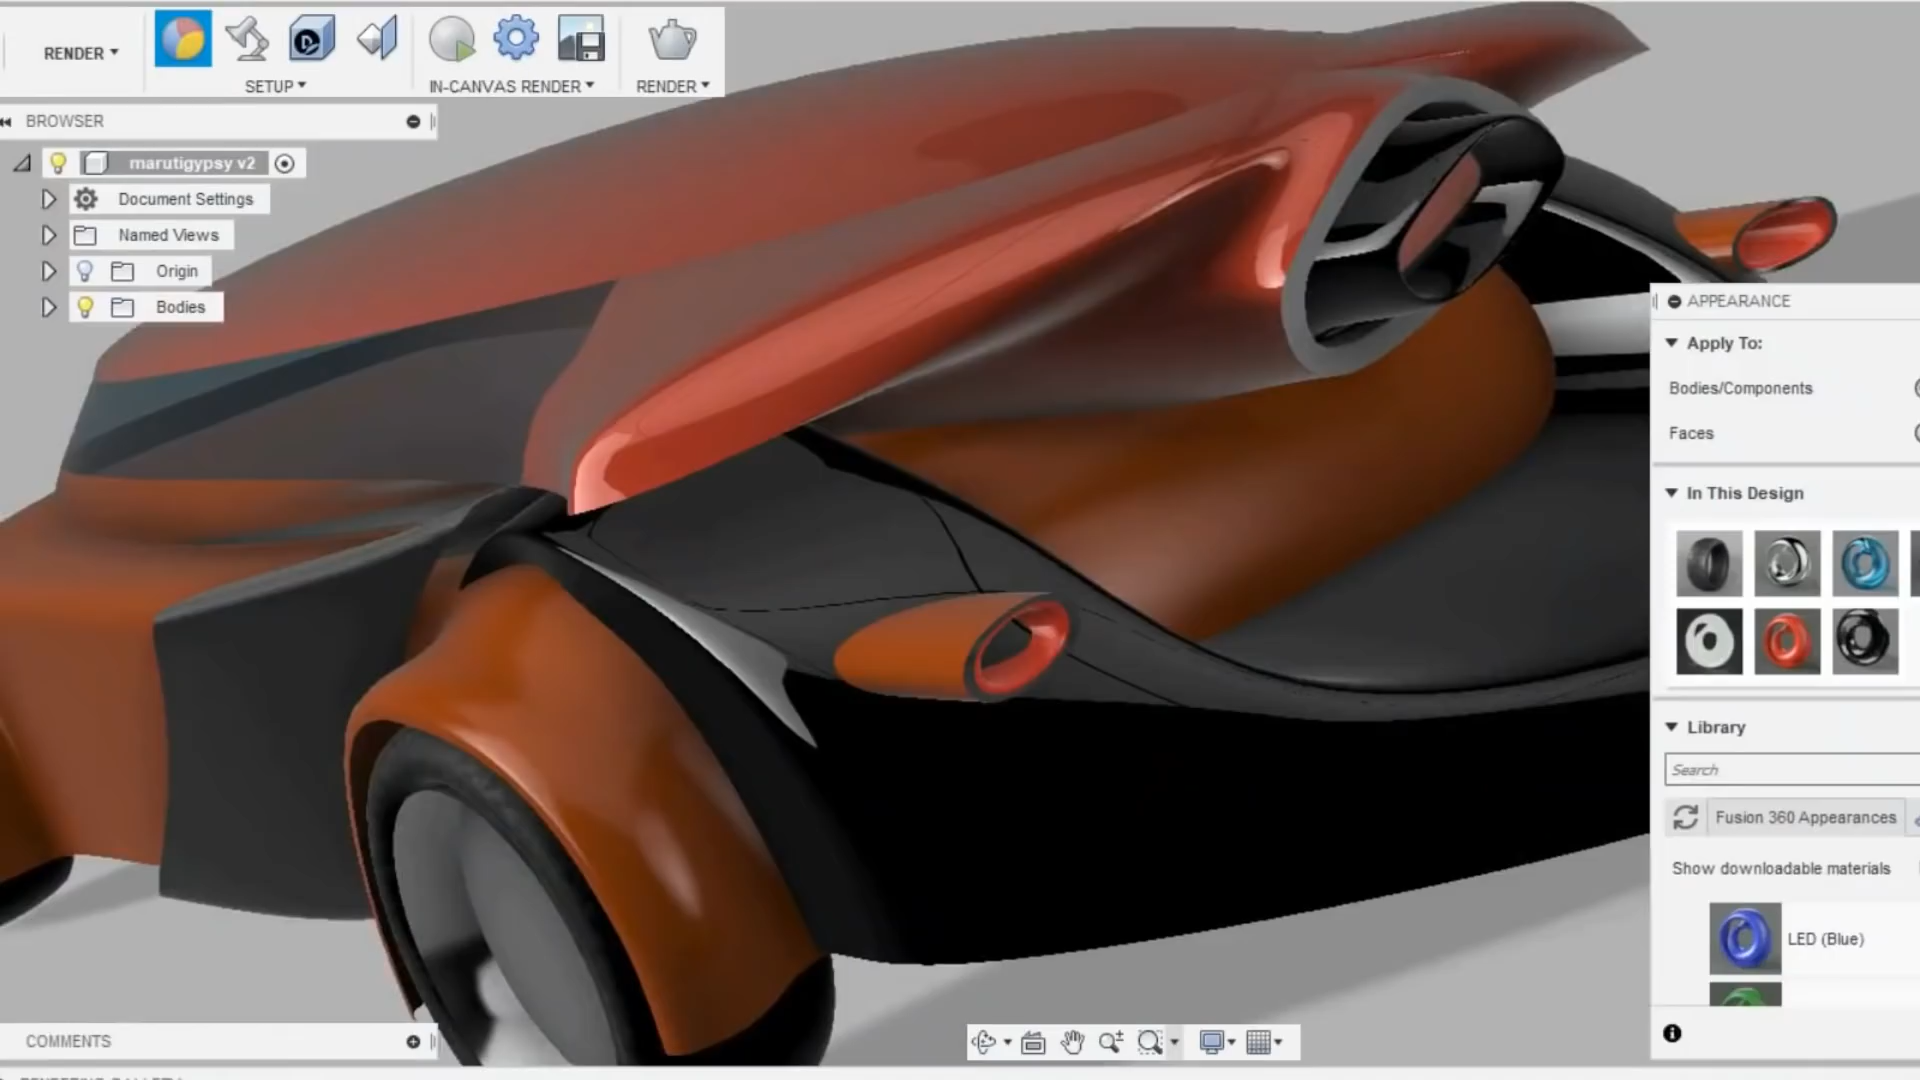 RENDER
SETUP
IN-CANVAS RENDER
RENDER
BROWSER
marutigypsy v2
Document Settings
Named Views
Origin
Bodies
APPEARANCE
Apply To:
Bodies/Components
Faces
In This Design
Library
Search
Fusion 360 Appearances
Show downloadable materials
LED (Blue)
COMMENTS